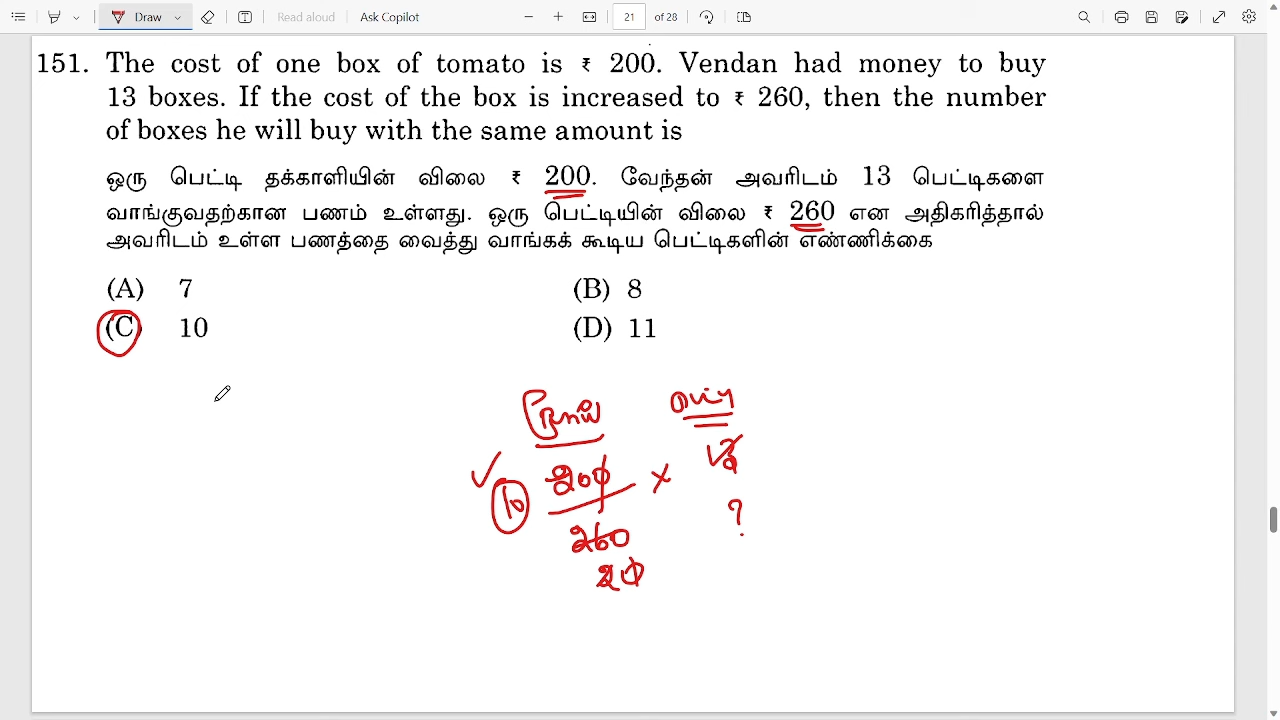 Draw Read aloud Ask Copilot 21 of 28
151. The cost of one box of tomato is ₹ 200. Vendan had money to buy
13 boxes. If the cost of the box is increased to ₹ 260, then the number
of boxes he will buy with the same amount is
ஒரு பெட்டி தக்காளியின் விலை ₹ 200. வேந்தன் அவரிடம் 13 பெட்டிகளை
வாங்குவதற்கான பணம் உள்ளது. ஒரு பெட்டியின் விலை ₹ 260 என அதிகரித்தால்
அவரிடம் உள்ள பணத்தை வைத்து வாங்கக் கூடிய பெட்டிகளின் எண்ணிக்கை
(A) 7 (B) 8
(C) 10 (D) 11
200 × 13
10
260 ?
20